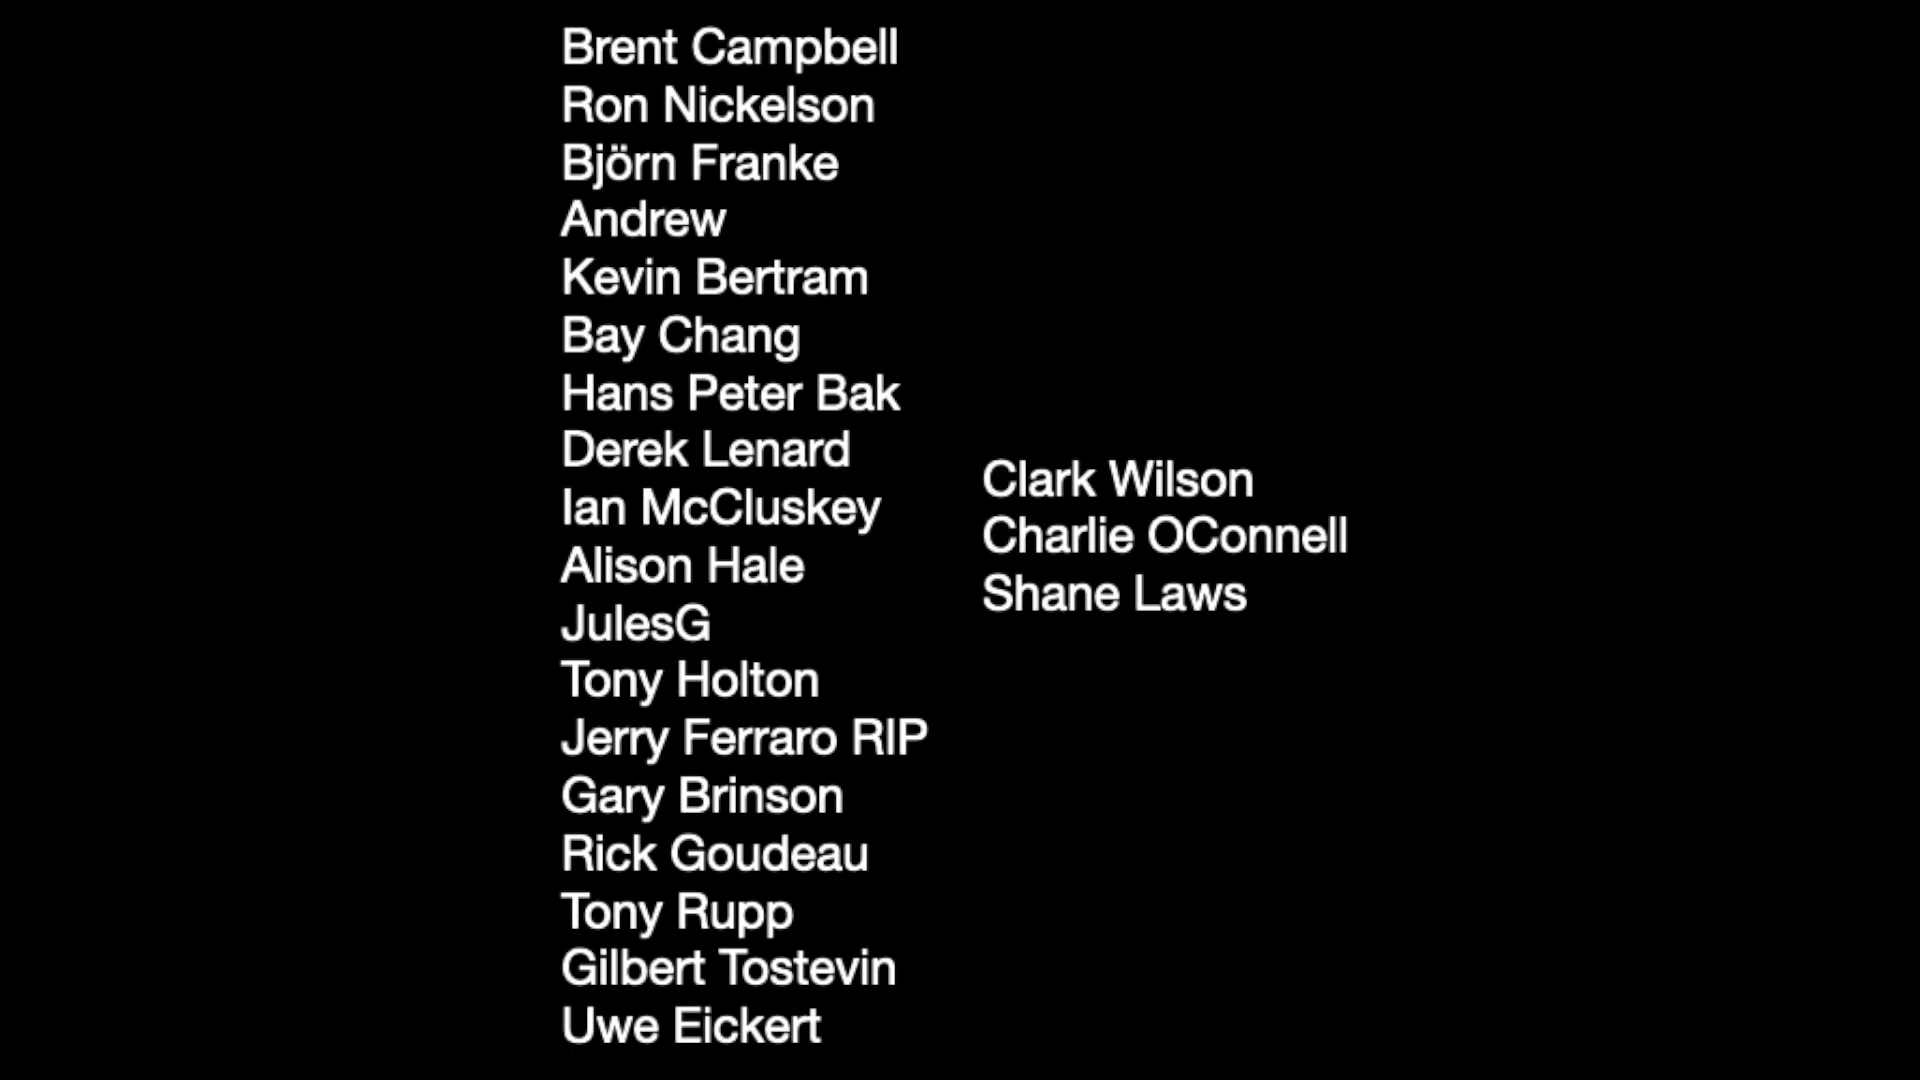 Brent Campbell
Ron Nickelson
Björn Franke
Andrew
Kevin Bertram
Bay Chang
Hans Peter Bak
Derek Lenard
Ian McCluskey
Alison Hale
JulesG
Tony Holton
Jerry Ferraro RIP
Gary Brinson
Rick Goudeau
Tony Rupp
Gilbert Tostevin
Uwe Eickert
Clark Wilson
Charlie OConnell
Shane Laws